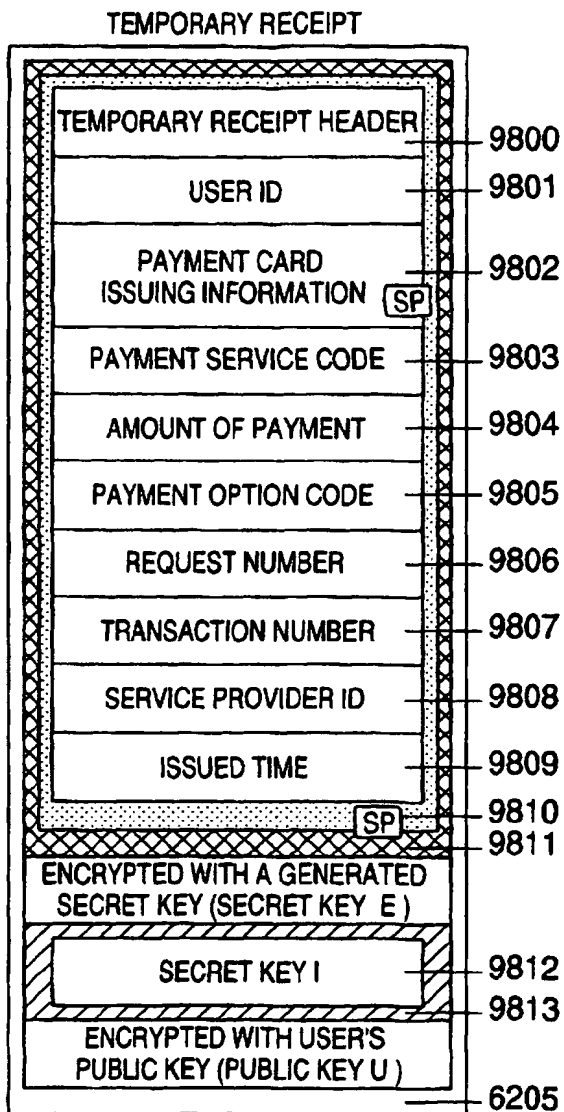 TEMPORARY RECEIPT
TEMPORARY RECEIPT HEADER 9800
USER ID 9801
PAYMENT CARD
ISSUING INFORMATION 9802
SP
PAYMENT SERVICE CODE 9803
AMOUNT OF PAYMENT 9804
PAYMENT OPTION CODE 9805
REQUEST NUMBER 9806
TRANSACTION NUMBER 9807
SERVICE PROVIDER ID 9808
ISSUED TIME 9809
SP 9810
9811
ENCRYPTED WITH A GENERATED
SECRET KEY (SECRET KEY E )
SECRET KEY I 9812
9813
ENCRYPTED WITH USER'S
PUBLIC KEY (PUBLIC KEY U )
6205